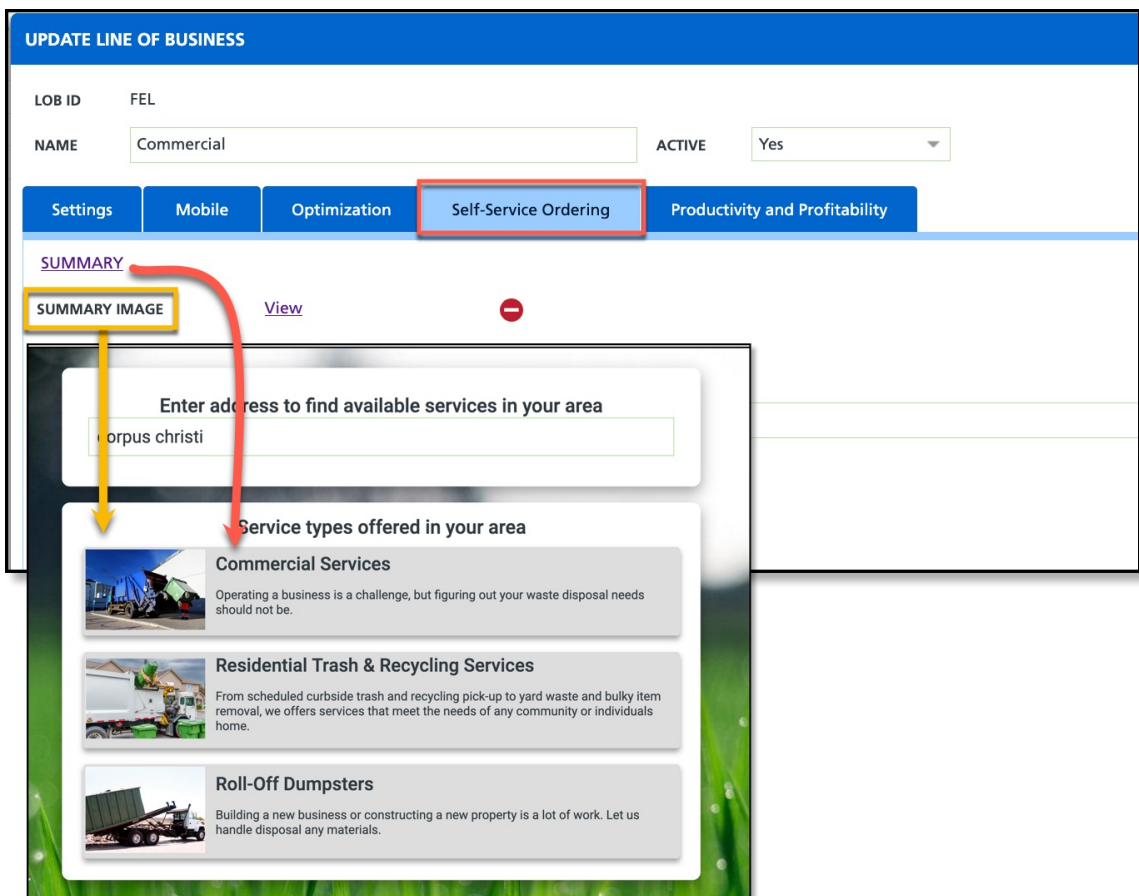 UPDATE LINE OF BUSINESS
LOB ID FEL
NAME Commercial ACTIVE Yes
Settings Mobile Optimization Self-Service Ordering Productivity and Profitability
SUMMARY
SUMMARY IMAGE View
Enter address to find available services in your area
corpus christi
Service types offered in your area
Commercial Services
Operating a business is a challenge, but figuring out your waste disposal needs
should not be.
Residential Trash & Recycling Services
From scheduled curbside trash and recycling pick-up to yard waste and bulky item
removal, we offers services that meet the needs of any community or individuals
home.
Roll-Off Dumpsters
Building a new business or constructing a new property is a lot of work. Let us
handle disposal any materials.